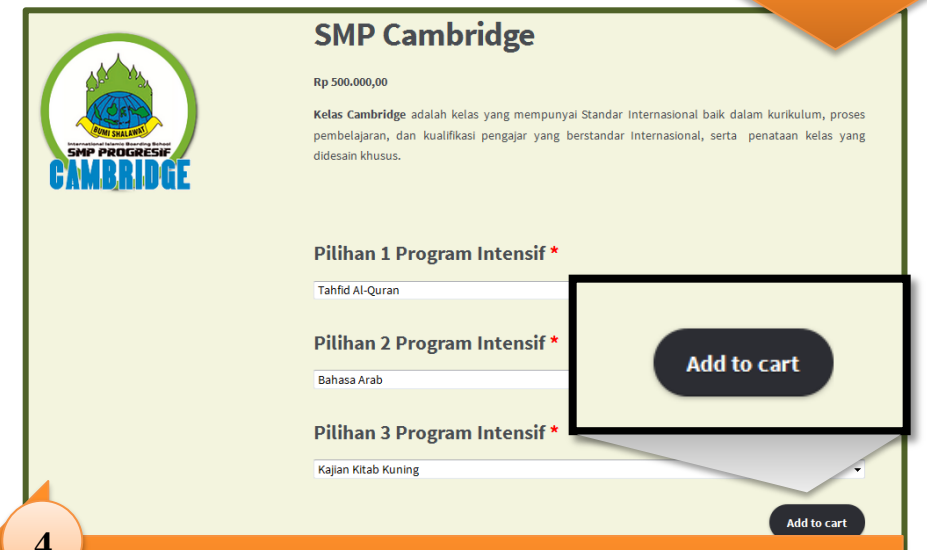 SMP Cambridge
Rp 500.000,00
Kelas Cambridge adalah kelas yang mempunyai Standar Internasional baik dalam kurikulum, proses
pembelajaran, dan kualifikasi pengajar yang berstandar Internasional, serta penataan kelas yang
didesain khusus.
BUMI SHALAWAT
International Islamic Boarding School
SMP PROGRESIF
CAMBRIDGE
Pilihan 1 Program Intensif *
Tahfid Al-Quran
Pilihan 2 Program Intensif *
Bahasa Arab
Add to cart
Pilihan 3 Program Intensif *
Kajian Kitab Kuning
Add to cart
4